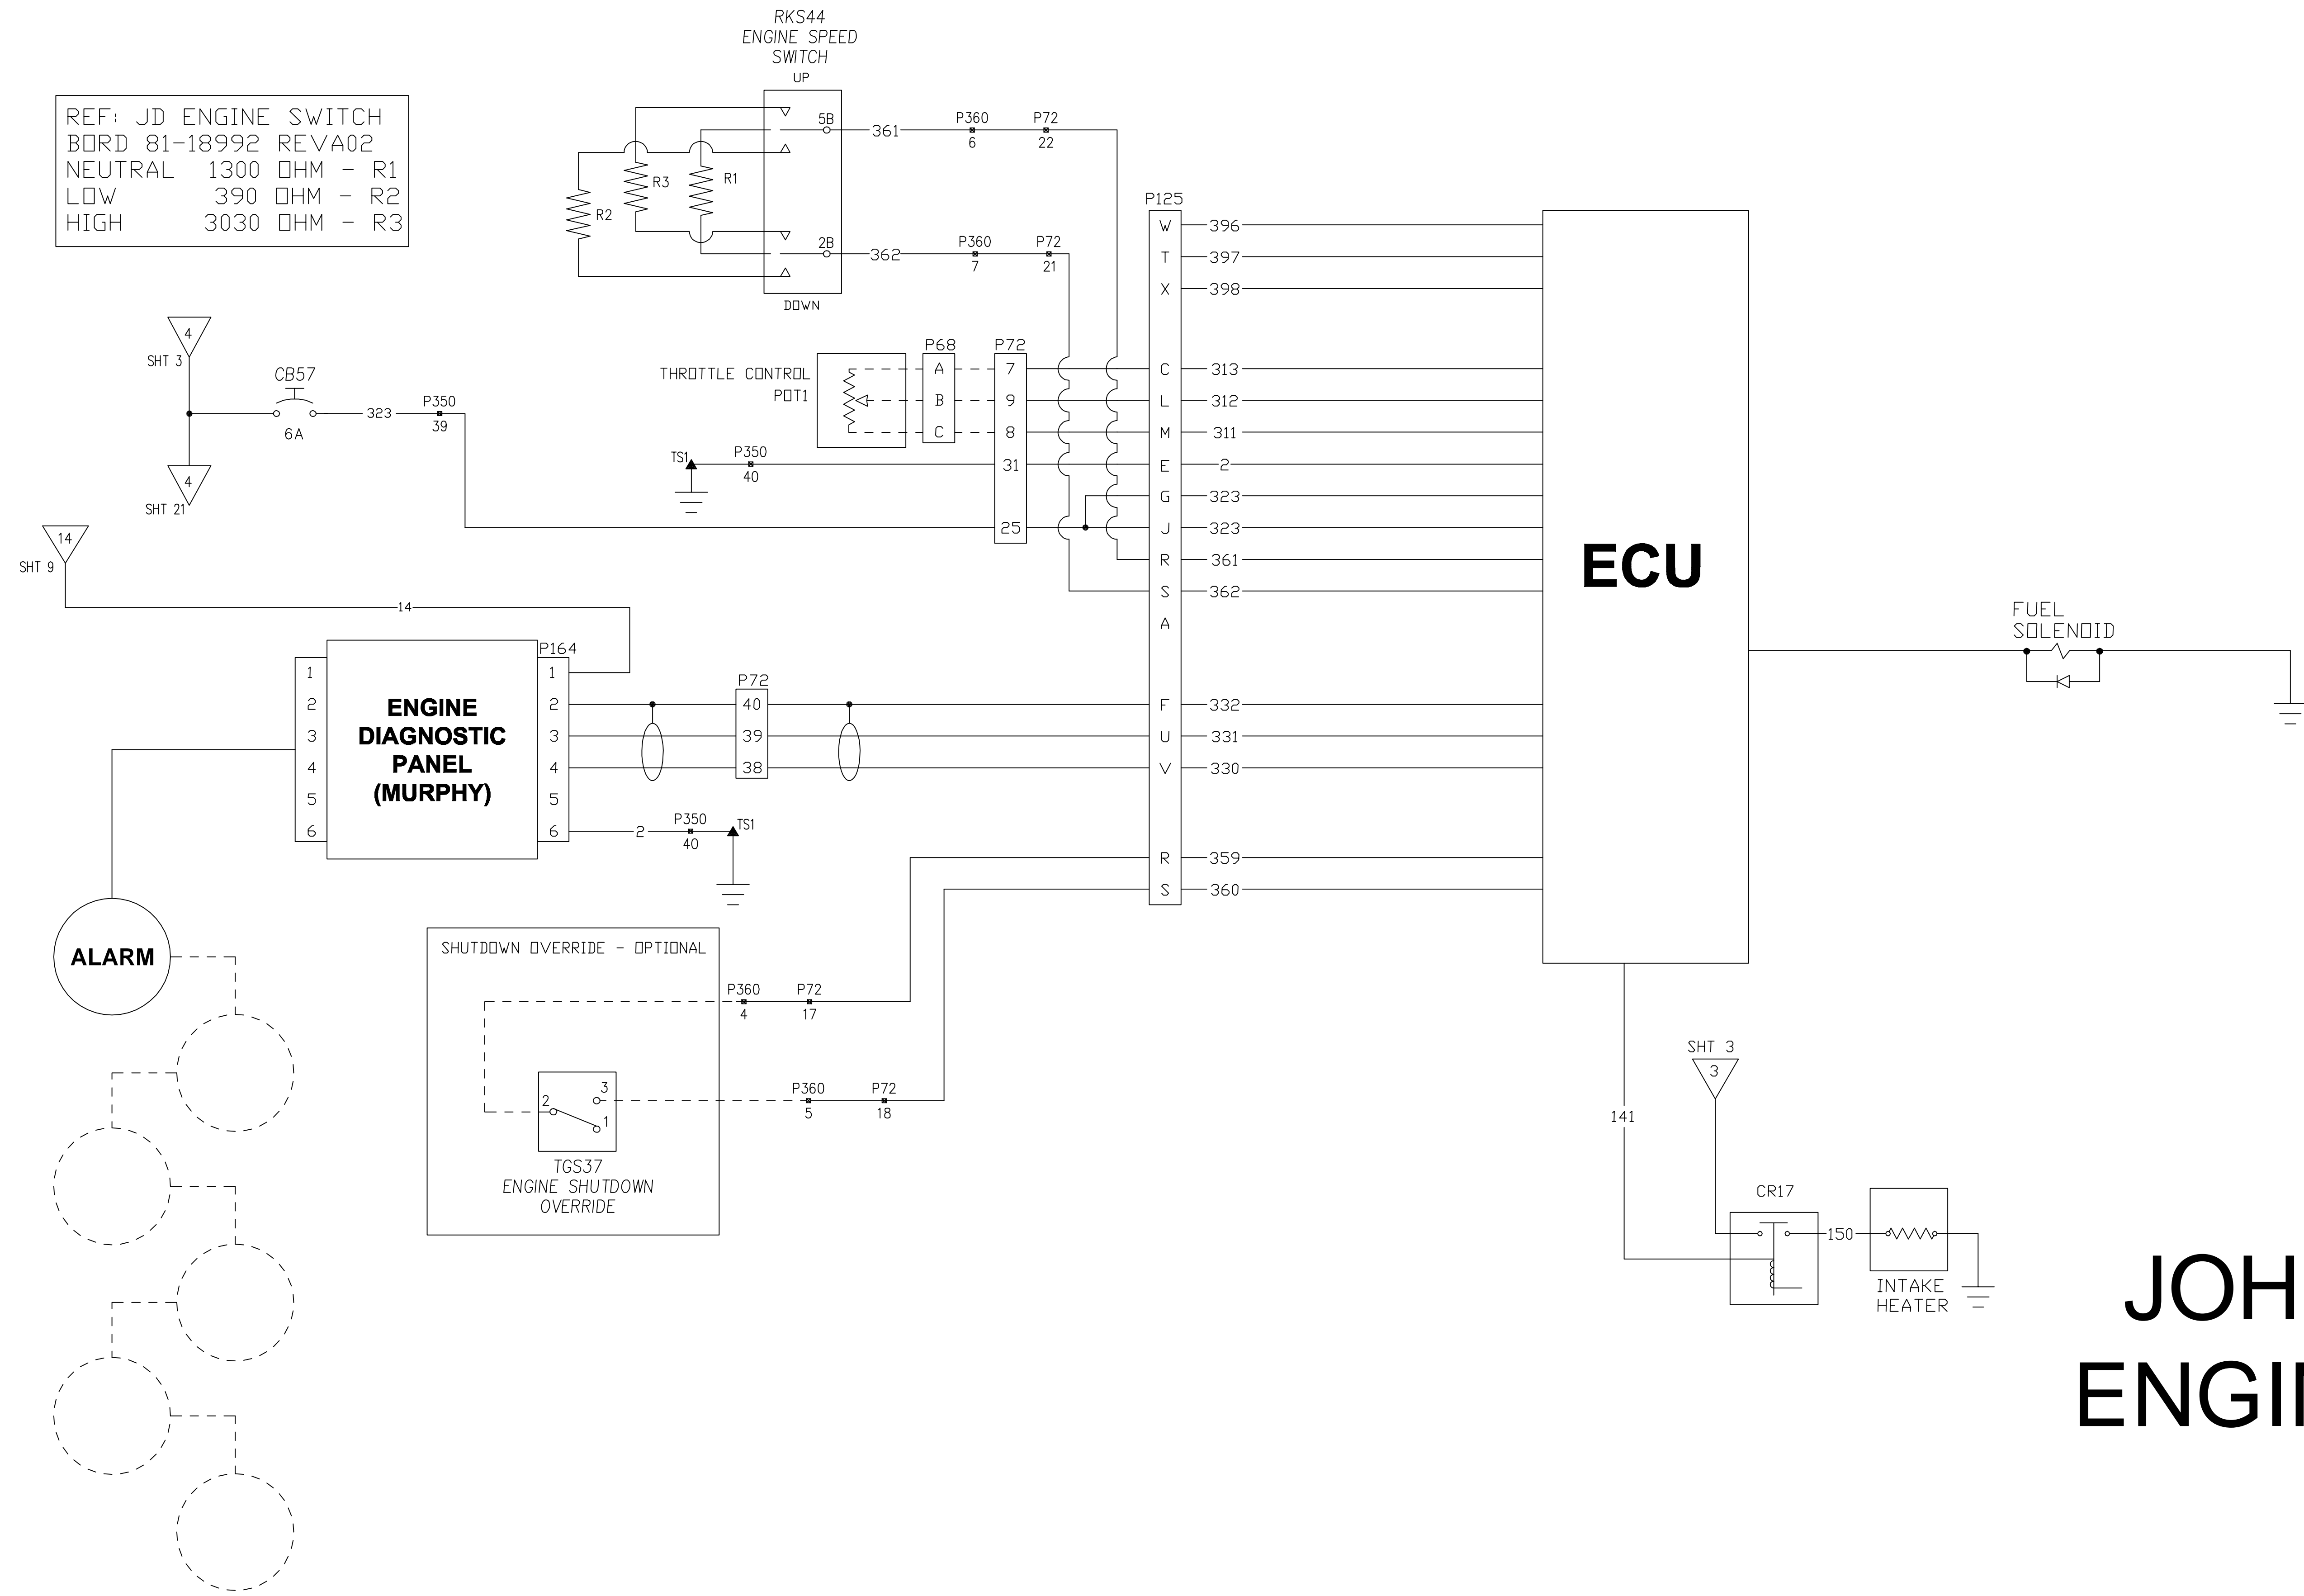 RKS44
ENGINE SPEED
SWITCH
UP
REF: JD ENGINE SWITCH
BORD 81-18992 REVA02
NEUTRAL 1300 OHM - R1
LOW 390 OHM - R2
HIGH 3030 OHM - R3
5B
361
P360
6
P72
22
R3
R1
R2
2B
362
P360
7
P72
21
DOWN
P125
W
396
T
397
X
398
C
313
L
312
M
311
E
2
G
323
J
323
R
361
S
362
A
F
332
U
331
V
330
R
359
S
360
ECU
4
SHT 3
CB57
6A
323
P350
39
4
SHT 21
THROTTLE CONTROL
POT1
P68
A
B
C
P72
7
9
8
31
25
TS1
P350
40
14
SHT 9
14
P164
1
2
3
4
5
6
ENGINE
DIAGNOSTIC
PANEL
(MURPHY)
1
2
3
4
5
6
P72
40
39
38
2
P350
40
TS1
FUEL
SOLENOID
ALARM
SHUTDOWN OVERRIDE - OPTIONAL
P360
4
P72
17
2
3
1
P360
5
P72
18
TGS37
ENGINE SHUTDOWN
OVERRIDE
141
SHT 3
3
CR17
150
INTAKE
HEATER
JOH
ENGI